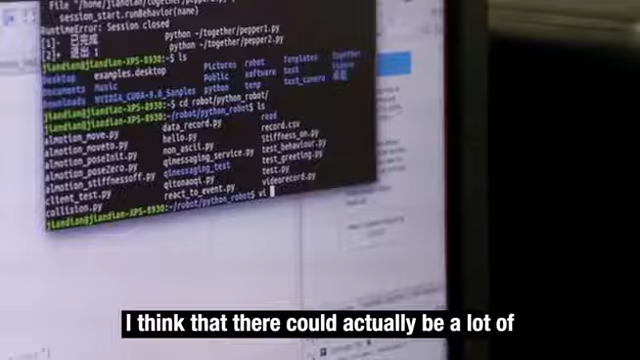 File "/home/jiandian/together/pepper1.py"
session_start.runBehavior(name)
RuntimeError: Session closed
[1]- python ~/together/pepper1.py
[2]+ python ~/together/pepper2.py
jiandian@jiandian-XPS-8930:~$ ls
Desktop examples.desktop Pictures robot Templates together
Documents Music Public software test
Downloads NVIDIA_CUDA-9.0_Samples python temp test_camera
jiandian@jiandian-XPS-8930:~$ cd robot/python_robot/
jiandian@jiandian-XPS-8930:~/robot/python_robot$ ls
almotion_move.py data_record.py read
almotion_moveto.py hello.py record.csv
almotion_poseInit.py non_ascii.py Stiffness_on.py
almotion_poseZero.py qimessaging_service.py test_behaviour.py
almotion_stiffnessoff.py qimessaging_test test_greeting.py
client_test.py qitonaoqi test.py
collision.py react_to_event.py videorecord.py
jiandian@jiandian-XPS-8930:~/robot/python_robot$ vi
I think that there could actually be a lot of